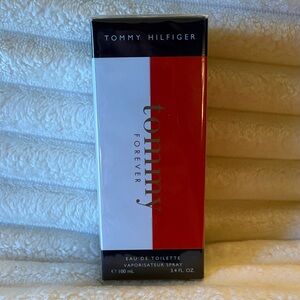 TOMMY HILFIGER
tommy
FOREVER
EAU DE TOILETTE
VAPORISATEUR SPRAY
℮ 100 mL 3.4 FL. OZ.